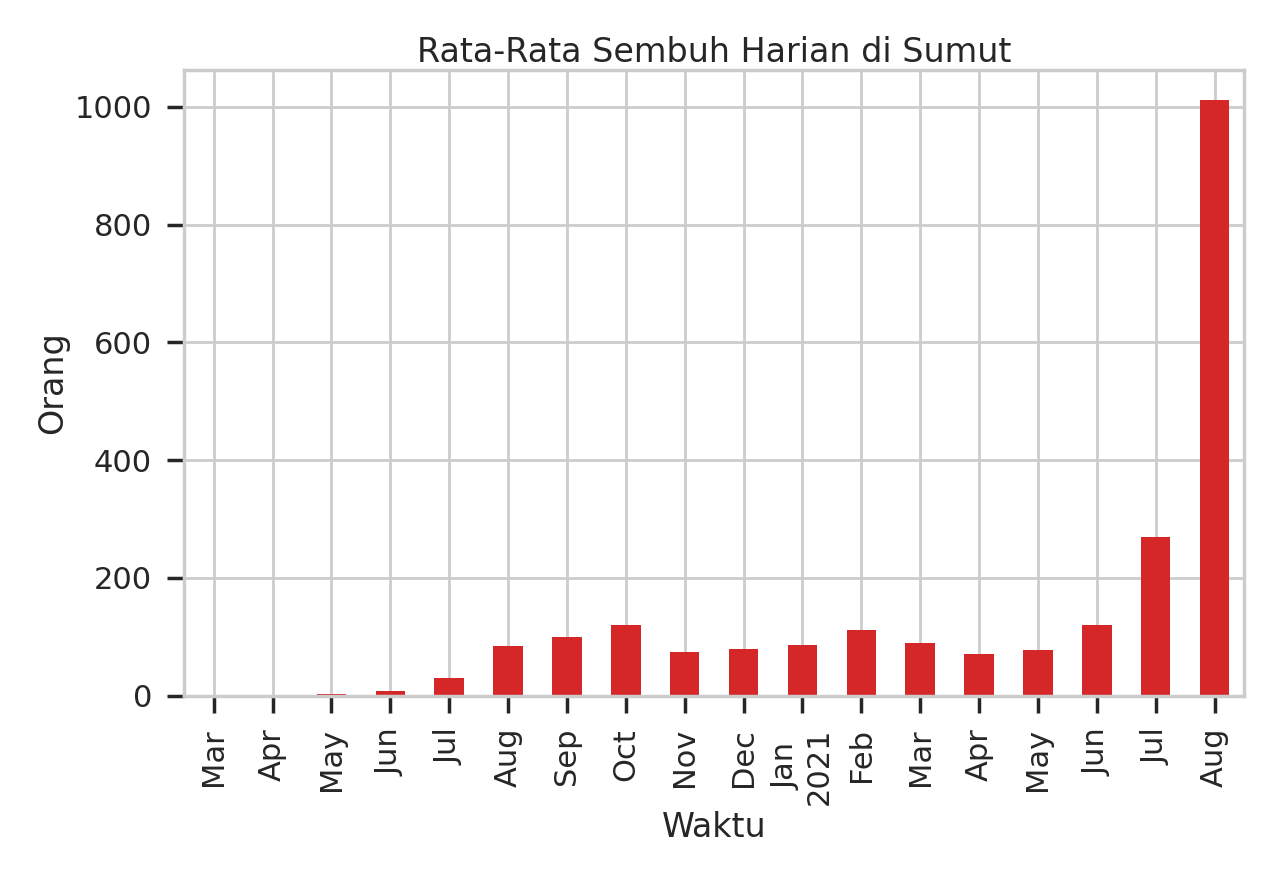 Rata-Rata Sembuh Harian di Sumut
Orang
1000
800
600
400
200
0
Mar
Apr
May
Jun
Jul
Aug
Sep
Oct
Nov
Dec
Jan
2021
Feb
Mar
Apr
May
Jun
Jul
Aug
Waktu